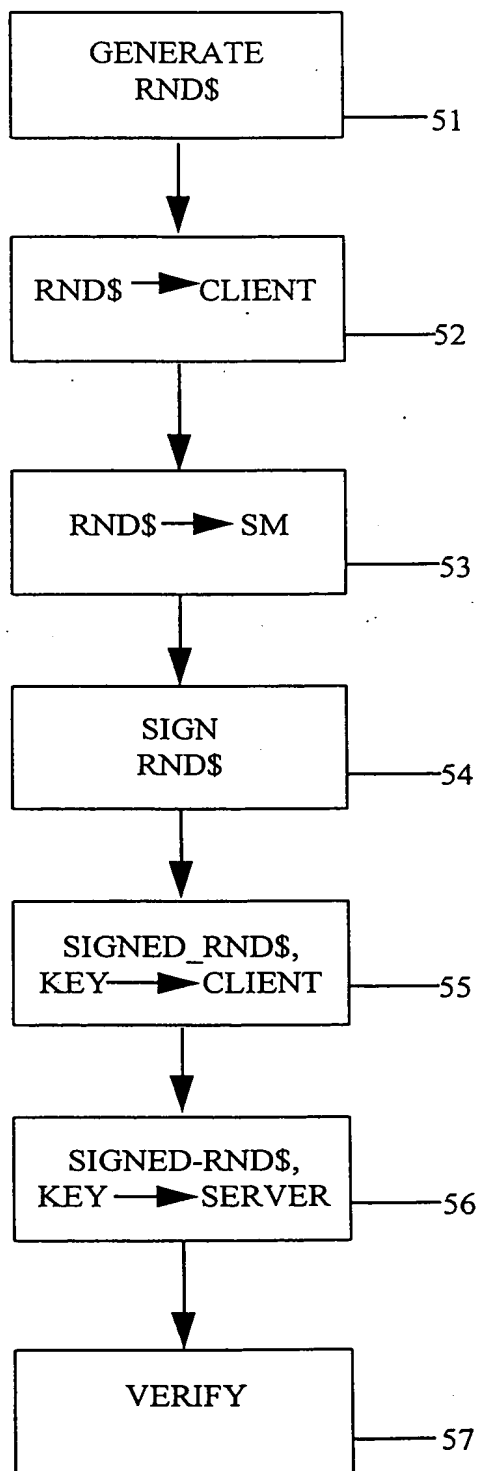 GENERATE
RND$
51
RND$ → CLIENT
52
RND$ → SM
53
SIGN
RND$
54
SIGNED_RND$,
KEY → CLIENT
55
SIGNED-RND$,
KEY → SERVER
56
VERIFY
57